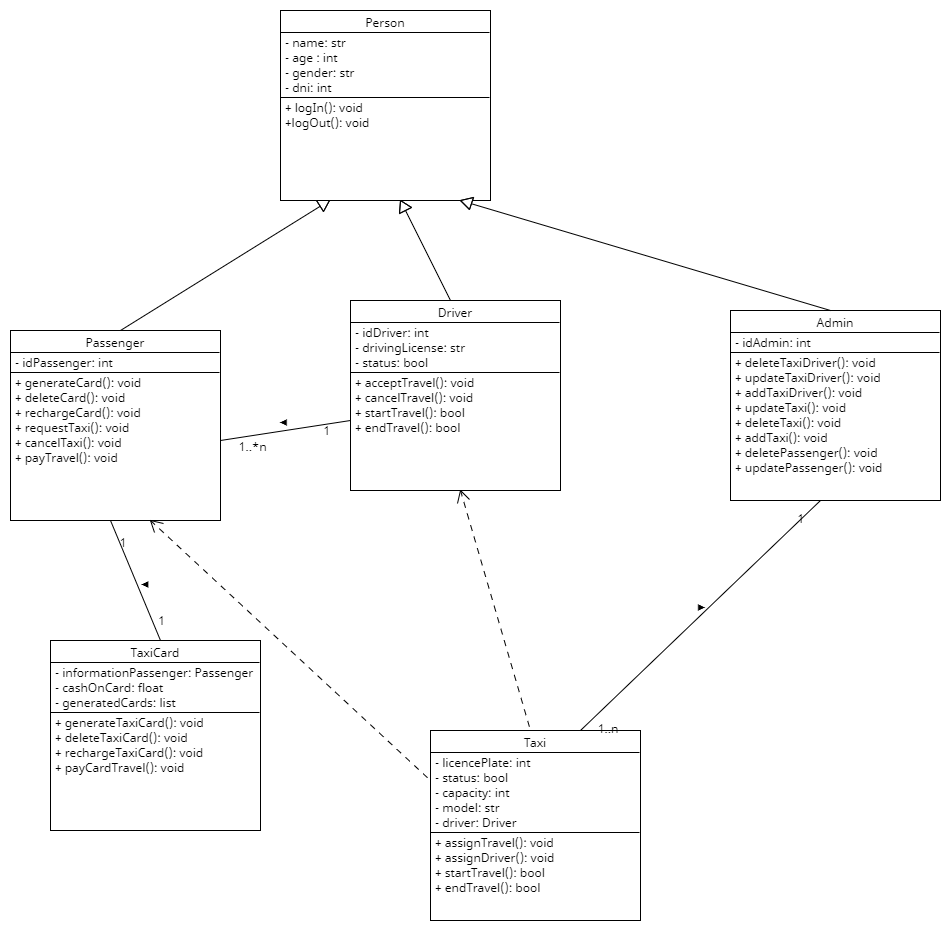 Person
- name: str
- age : int
- gender: str
- dni: int
+ logIn(): void
+logOut(): void
Passenger
- idPassenger: int
+ generateCard(): void
+ deleteCard(): void
+ rechargeCard(): void
+ requestTaxi(): void
+ cancelTaxi(): void
+ payTravel(): void
Driver
- idDriver: int
- drivingLicense: str
- status: bool
+ acceptTravel(): void
+ cancelTravel(): void
+ startTravel(): bool
+ endTravel(): bool
Admin
- idAdmin: int
+ deleteTaxiDriver(): void
+ updateTaxiDriver(): void
+ addTaxiDriver(): void
+ updateTaxi(): void
+ deleteTaxi(): void
+ addTaxi(): void
+ deletePassenger(): void
+ updatePassenger(): void
1
1..*n
1
1
1
1..n
TaxiCard
- informationPassenger: Passenger
- cashOnCard: float
- generatedCards: list
+ generateTaxiCard(): void
+ deleteTaxiCard(): void
+ rechargeTaxiCard(): void
+ payCardTravel(): void
Taxi
- licencePlate: int
- status: bool
- capacity: int
- model: str
- driver: Driver
+ assignTravel(): void
+ assignDriver(): void
+ startTravel(): bool
+ endTravel(): bool